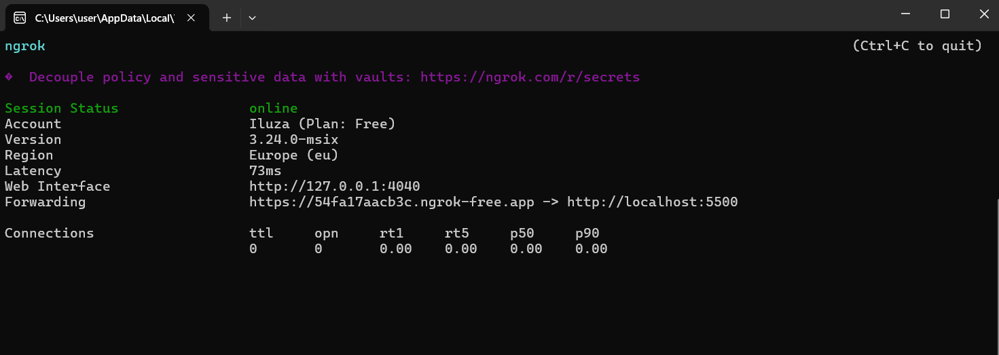 C:\Users\user\AppData\Local\
ngrok (Ctrl+C to quit)
� Decouple policy and sensitive data with vaults: https://ngrok.com/r/secrets
Session Status online
Account Iluza (Plan: Free)
Version 3.24.0-msix
Region Europe (eu)
Latency 73ms
Web Interface http://127.0.0.1:4040
Forwarding https://54fa17aacb3c.ngrok-free.app -> http://localhost:5500
Connections ttl opn rt1 rt5 p50 p90
0 0 0.00 0.00 0.00 0.00